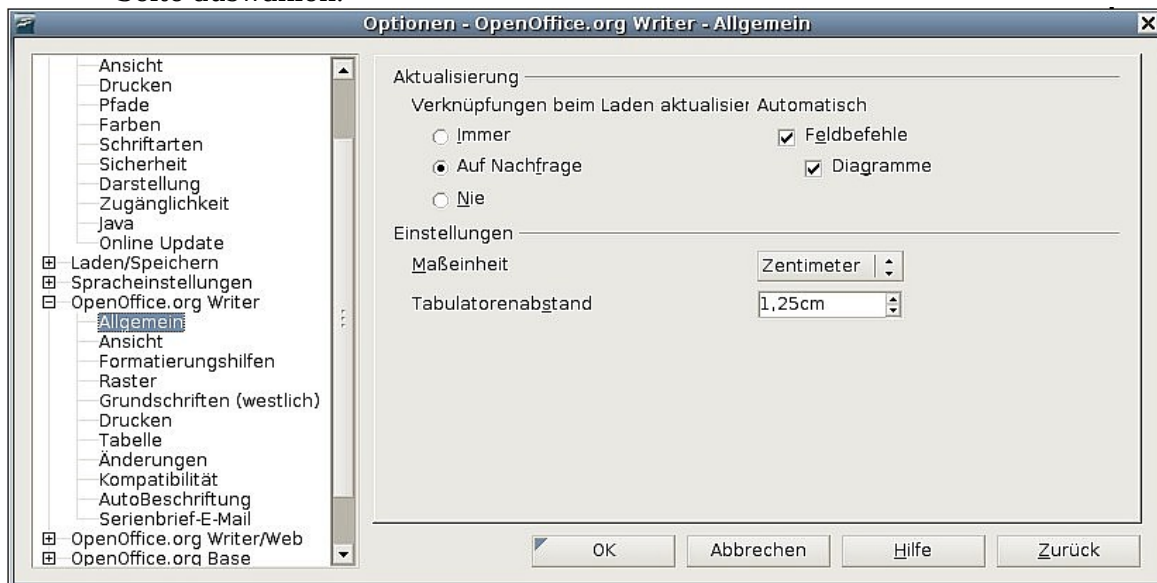 Seite auswählen.
Optionen - OpenOffice.org Writer - Allgemein
Ansicht
Drucken
Pfade
Farben
Schriftarten
Sicherheit
Darstellung
Zugänglichkeit
Java
Online Update
Laden/Speichern
Spracheinstellungen
OpenOffice.org Writer
Allgemein
Ansicht
Formatierungshilfen
Raster
Grundschriften (westlich)
Drucken
Tabelle
Änderungen
Kompatibilität
AutoBeschriftung
Serienbrief-E-Mail
OpenOffice.org Writer/Web
OpenOffice.org Base
Aktualisierung
Verknüpfungen beim Laden aktualisier
Immer
Auf Nachfrage
Nie
Automatisch
Feldbefehle
Diagramme
Einstellungen
Maßeinheit Zentimeter
Tabulatorenabstand 1,25cm
OK Abbrechen Hilfe Zurück